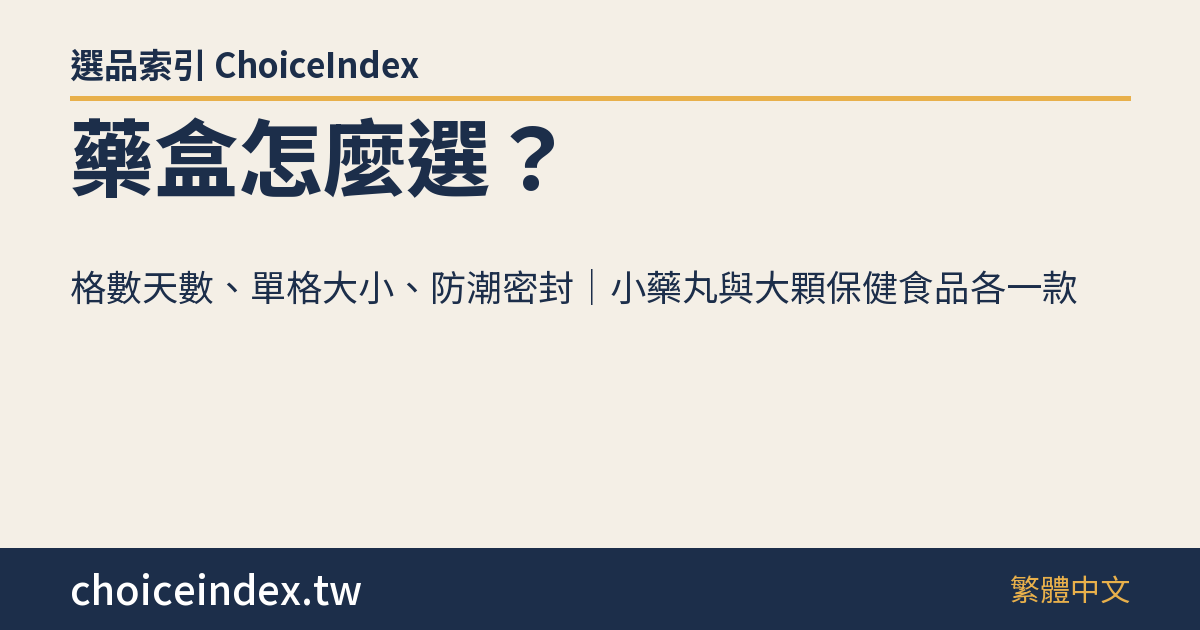 選品索引 ChoiceIndex
藥盒怎麼選？
格數天數、單格大小、防潮密封｜小藥丸與大顆保健食品各一款
choiceindex.tw
繁體中文